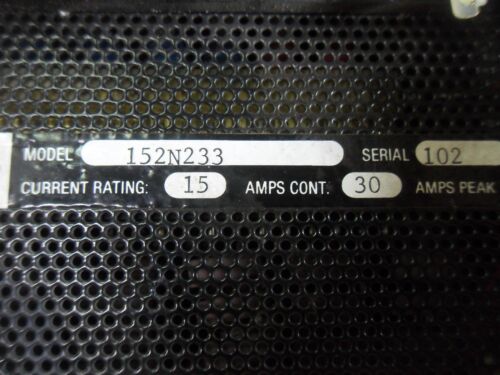 MODEL 152N233 SERIAL 102
CURRENT RATING: 15 AMPS CONT. 30 AMPS PEAK